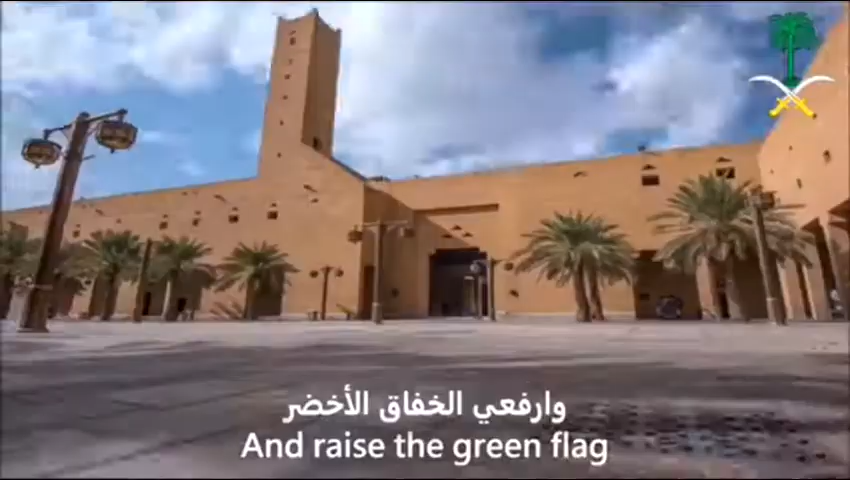 وارفعي الخفاق الأخضر
And raise the green flag